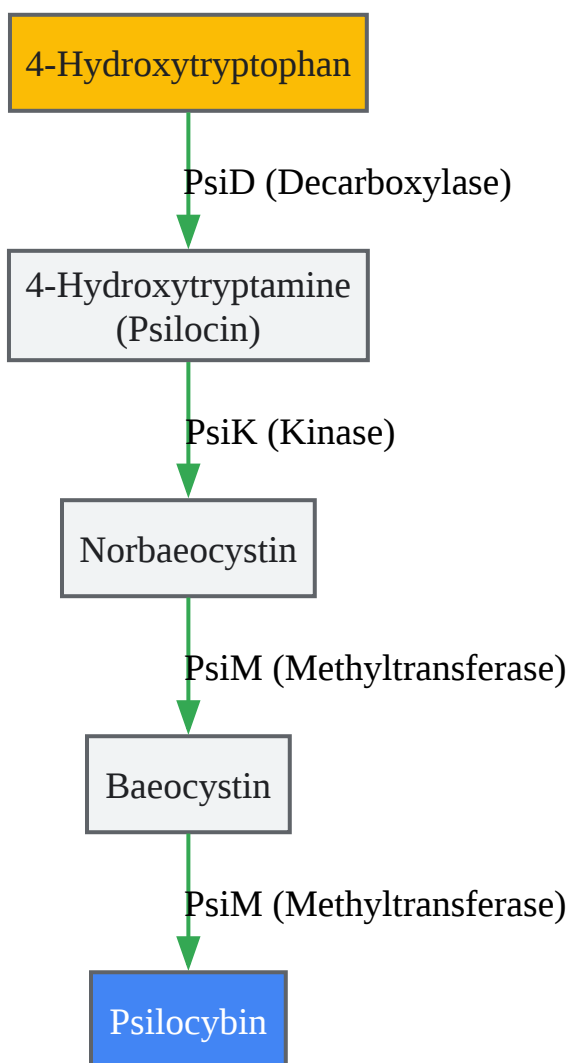 4-Hydroxytryptophan
PsiD (Decarboxylase)
4-Hydroxytryptamine
(Psilocin)
PsiK (Kinase)
Norbaeocystin
PsiM (Methyltransferase)
Baeocystin
PsiM (Methyltransferase)
Psilocybin